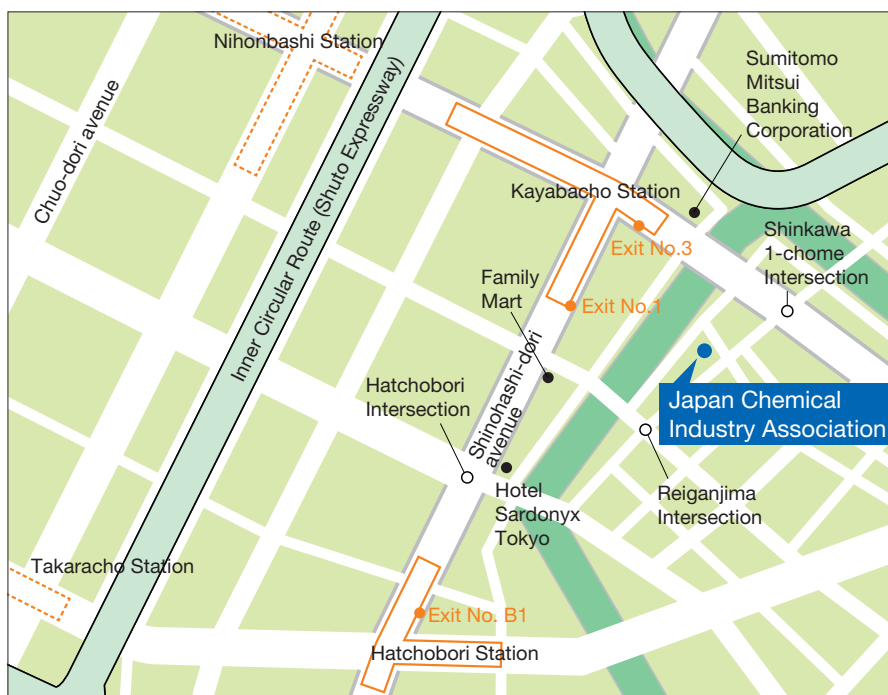 Nihonbashi Station
Chuo-dori avenue
Inner Circular Route (Shuto Expressway)
Sumitomo
Mitsui
Banking
Corporation
Kayabacho Station
Exit No.3
Shinkawa
1-chome
Intersection
Family
Mart
Exit No.1
Shinohashi-dori
avenue
Hatchobori
Intersection
Japan Chemical
Industry Association
Hotel
Sardonyx
Tokyo
Reiganjima
Intersection
Takaracho Station
Exit No. B1
Hatchobori Station